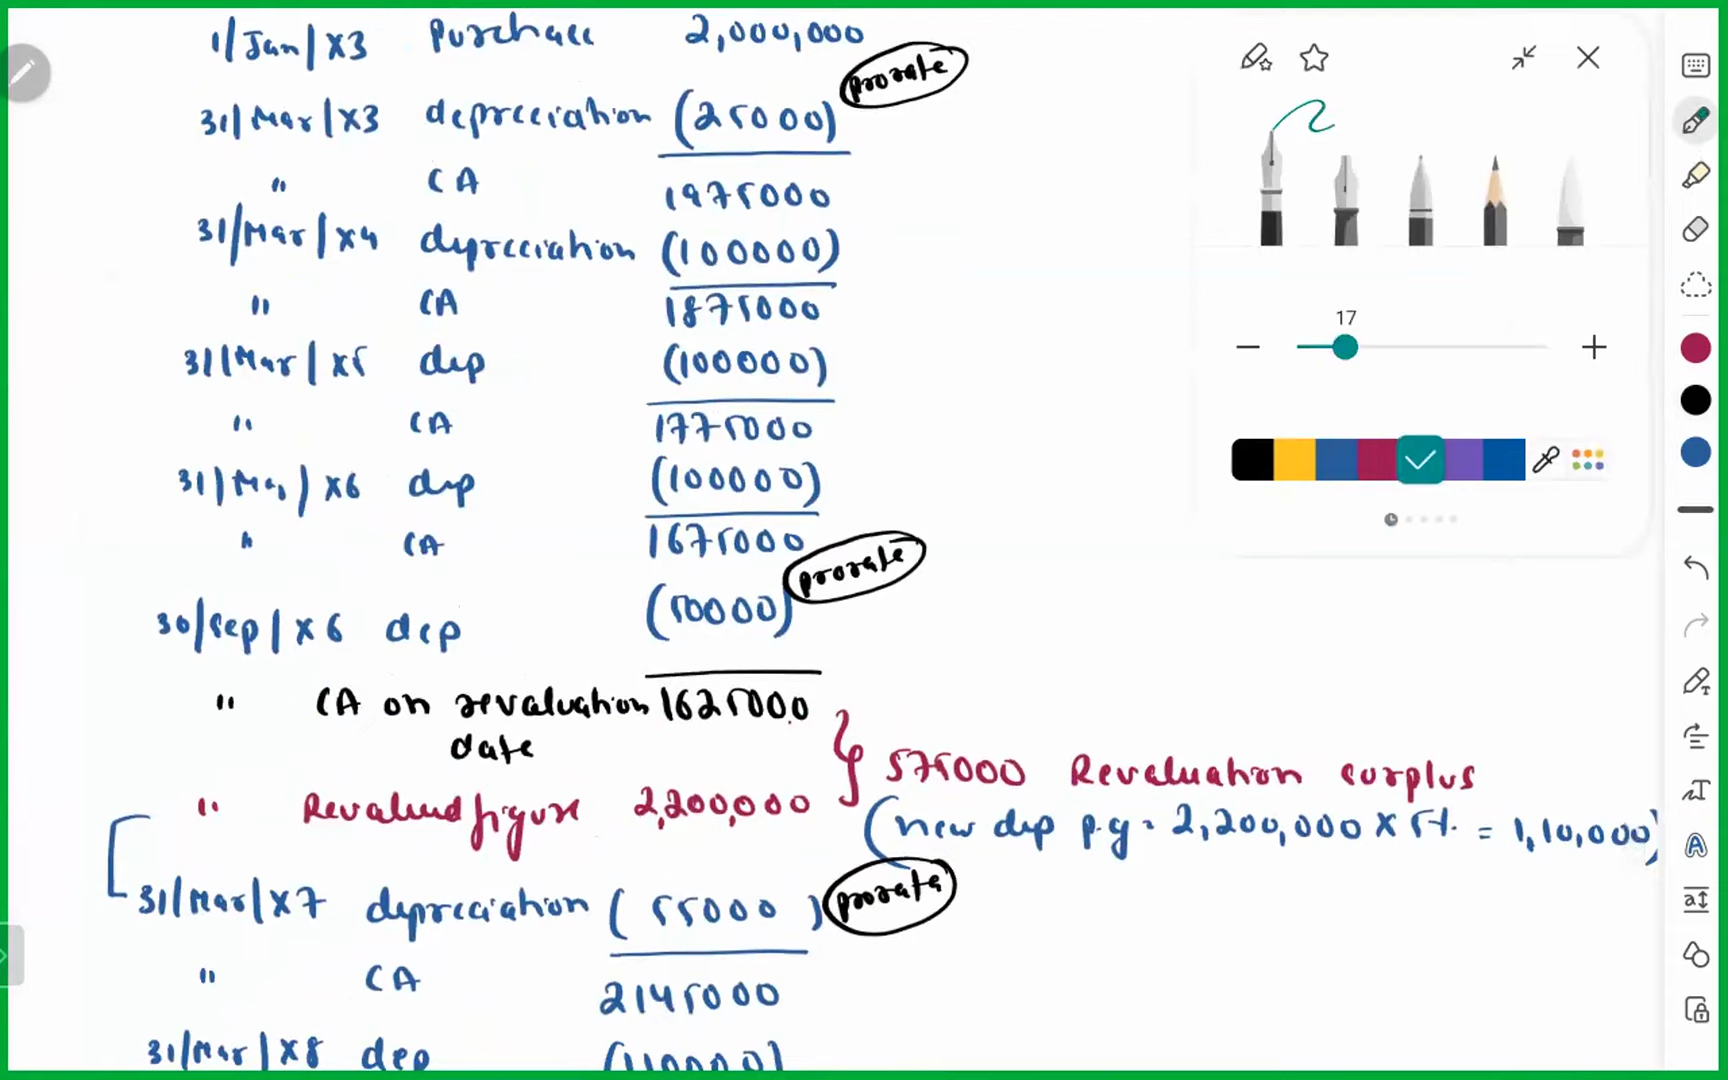 1/Jan/X3 Purchase 2,000,000
prorate
31/Mar/X3 depreciation (25000)
" CA 1975000
31/Mar/X4 depreciation (100000)
" CA 1875000
31/Mar/X5 dep (100000)
" CA 1775000
31/Mar/X6 dep (100000)
" CA 1675000
prorate
30/Sep/X6 dep (50000)
" CA on revaluation 1625000
date
575000 Revaluation surplus
" Revalued figure 2,200,000
(new dep p.y = 2,200,000 X 5%. = 1,10,000)
31/Mar/X7 depreciation (55000) prorata
" CA 2145000
31/Mar/X8 dep (110000)
17